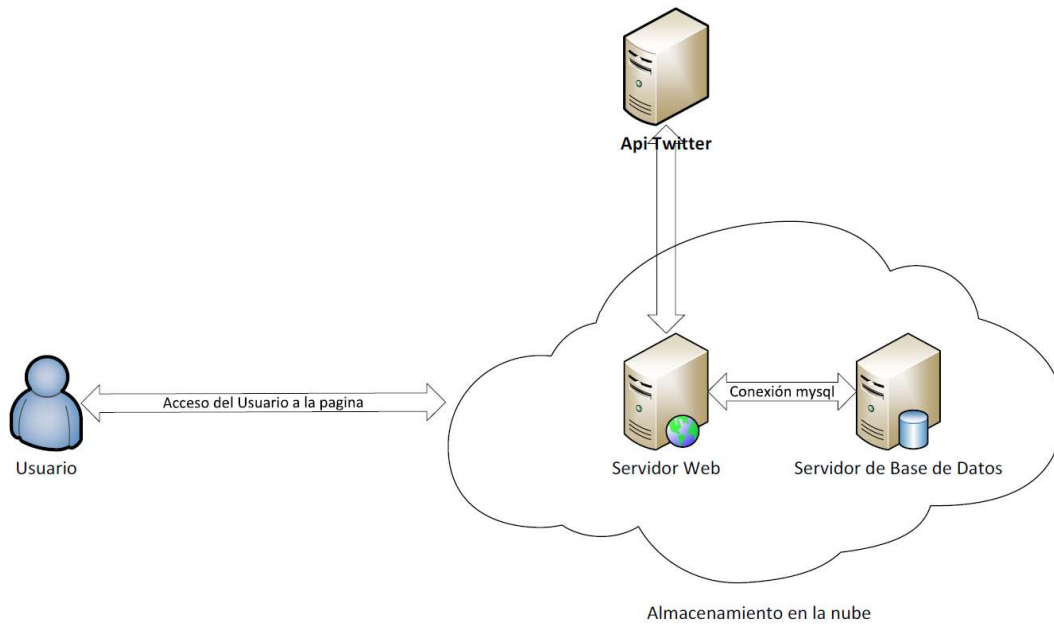 Api Twitter
Acceso del Usuario a la pagina
Conexión mysql
Usuario
Servidor Web
Servidor de Base de Datos
Almacenamiento en la nube